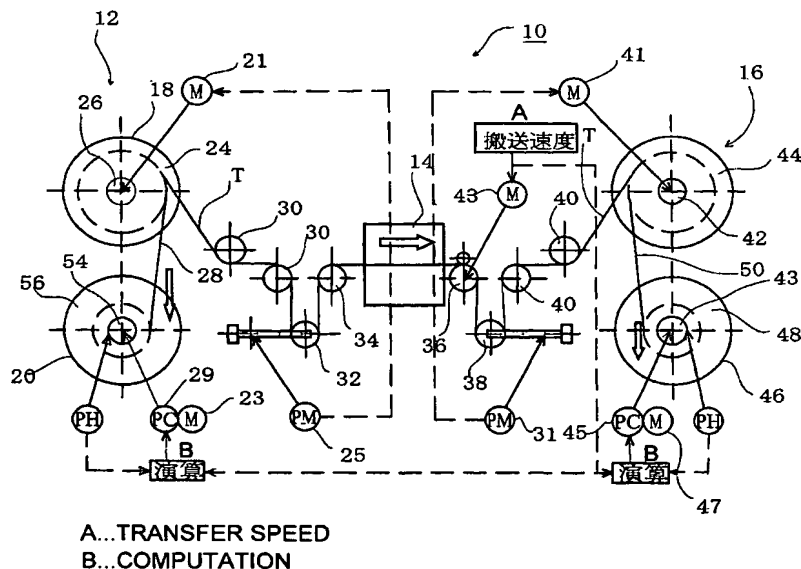 12
10
21
M
41
M
18
26
24
A
搬送速度
T
16
44
T
43
M
14
30
40
42
28
30
56
54
34
36
40
50
43
48
20
32
38
46
29
23
PH
PC
M
PM
25
PM
31
45
PC
M
PH
B
演算
B
演算
47
A...TRANSFER SPEED
B...COMPUTATION